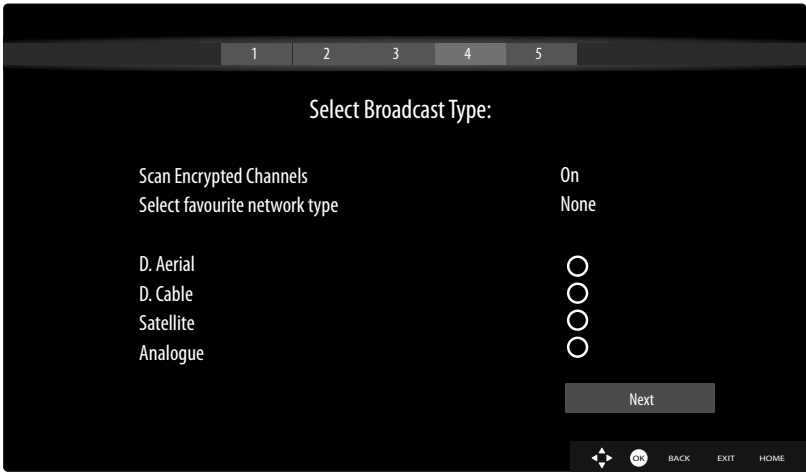 1 2 3 4 5
Select Broadcast Type:
Scan Encrypted Channels On
Select favourite network type None
D. Aerial
D. Cable
Satellite
Analogue
Next
OK BACK EXIT HOME